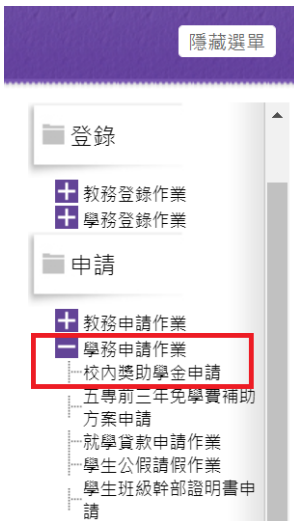 隱藏選單
登錄
教務登錄作業
學務登錄作業
申請
教務申請作業
學務申請作業
校內獎助學金申請
五專前三年免學費補助
方案申請
就學貸款申請作業
學生公假請假作業
學生班級幹部證明書申
請